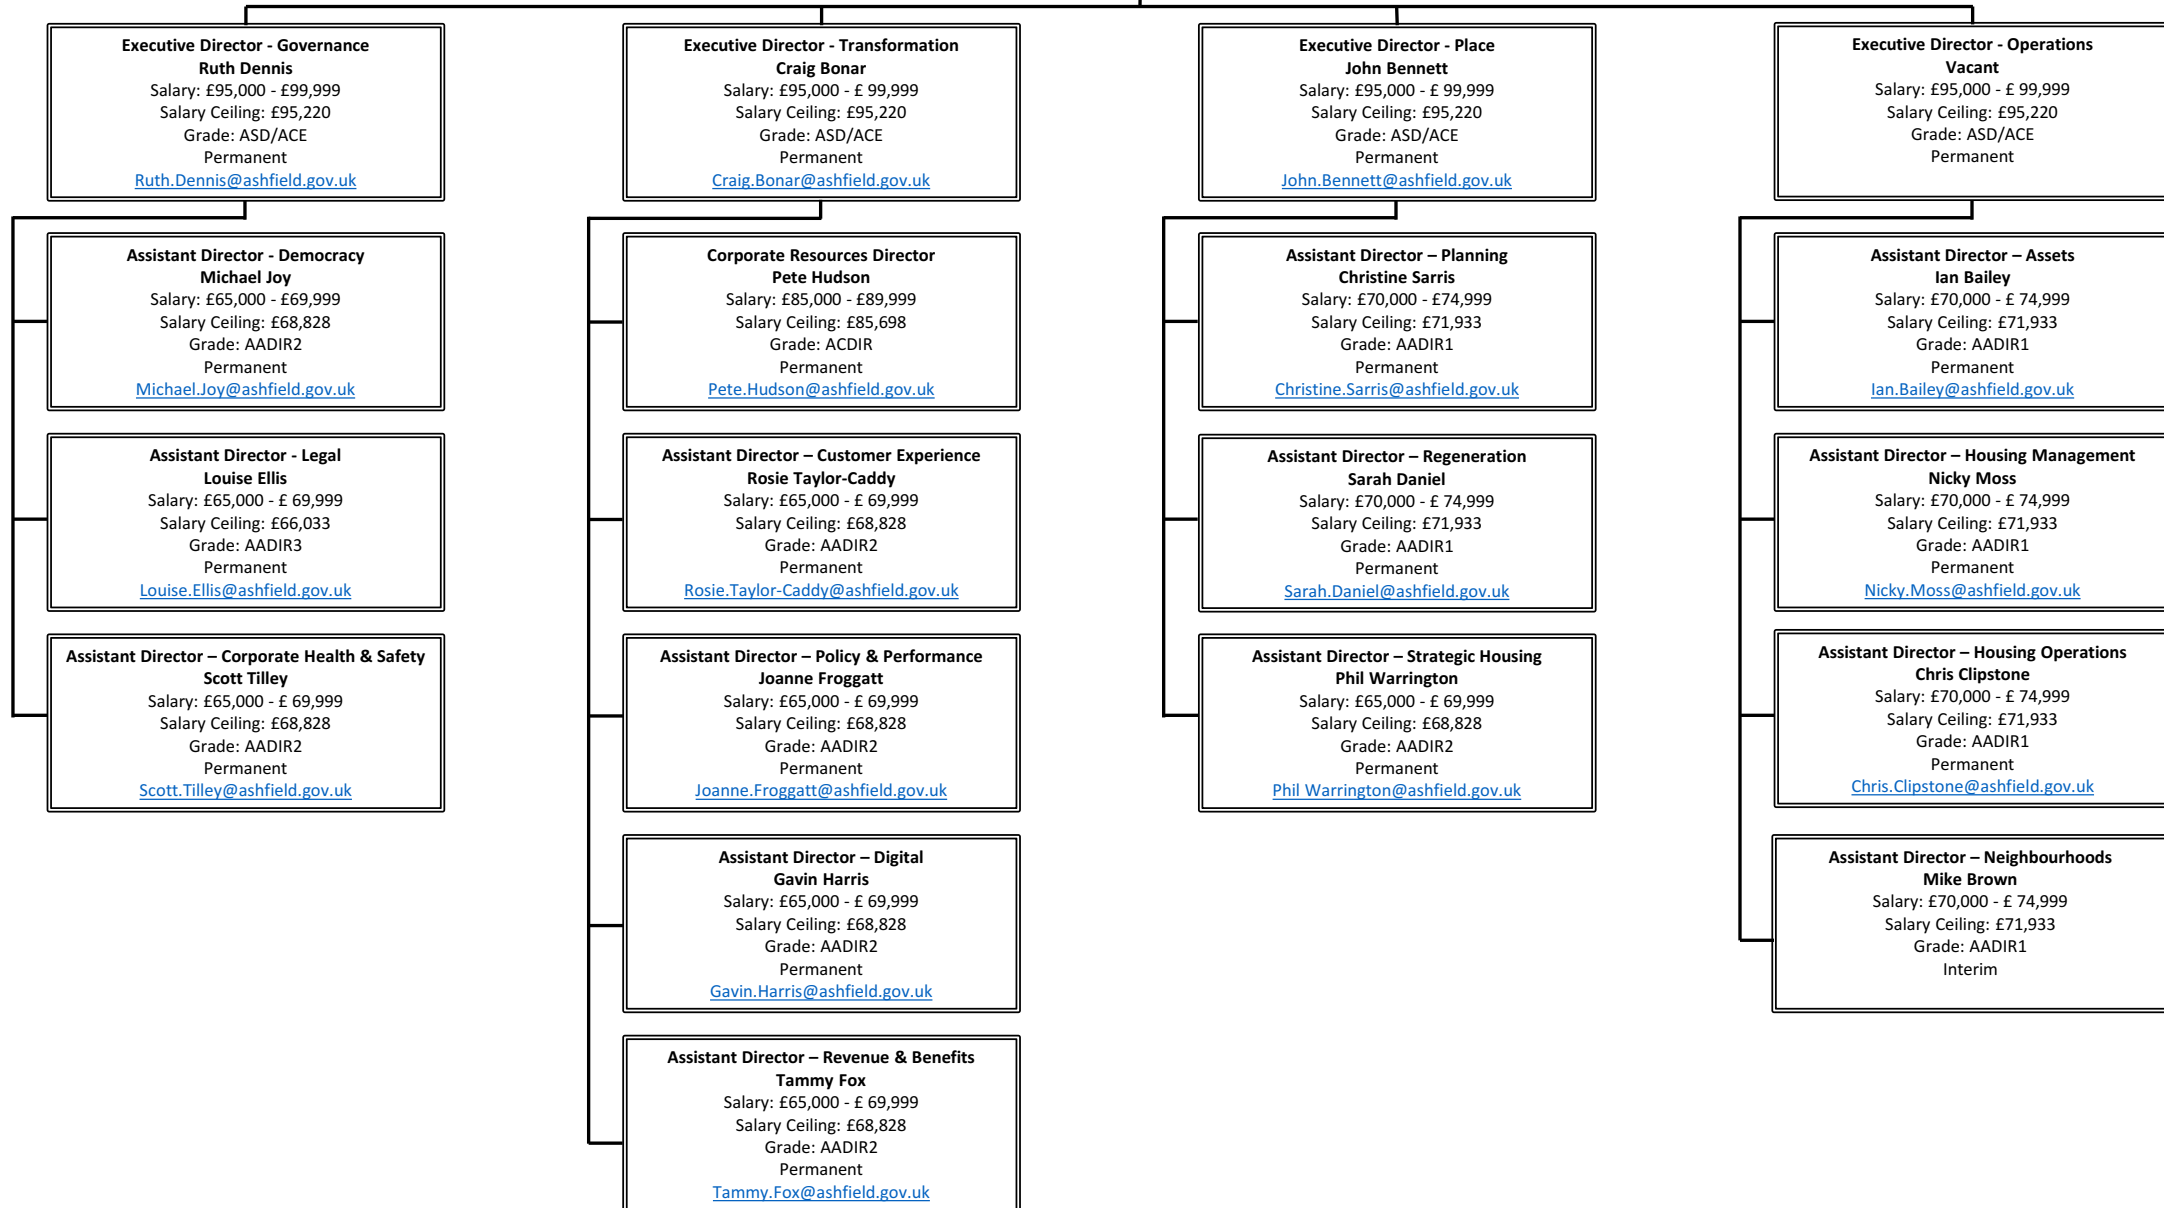 Executive Director - Governance
Ruth Dennis
Salary: £95,000 - £99,999
Salary Ceiling: £95,220
Grade: ASD/ACE
Permanent
Ruth.Dennis@ashfield.gov.uk
Executive Director - Transformation
Craig Bonar
Salary: £95,000 - £ 99,999
Salary Ceiling: £95,220
Grade: ASD/ACE
Permanent
Craig.Bonar@ashfield.gov.uk
Executive Director - Place
John Bennett
Salary: £95,000 - £ 99,999
Salary Ceiling: £95,220
Grade: ASD/ACE
Permanent
John.Bennett@ashfield.gov.uk
Executive Director - Operations
Vacant
Salary: £95,000 - £ 99,999
Salary Ceiling: £95,220
Grade: ASD/ACE
Permanent
Assistant Director - Democracy
Michael Joy
Salary: £65,000 - £69,999
Salary Ceiling: £68,828
Grade: AADIR2
Permanent
Michael.Joy@ashfield.gov.uk
Corporate Resources Director
Pete Hudson
Salary: £85,000 - £89,999
Salary Ceiling: £85,698
Grade: ACDIR
Permanent
Pete.Hudson@ashfield.gov.uk
Assistant Director – Planning
Christine Sarris
Salary: £70,000 - £74,999
Salary Ceiling: £71,933
Grade: AADIR1
Permanent
Christine.Sarris@ashfield.gov.uk
Assistant Director – Assets
Ian Bailey
Salary: £70,000 - £ 74,999
Salary Ceiling: £71,933
Grade: AADIR1
Permanent
Ian.Bailey@ashfield.gov.uk
Assistant Director - Legal
Louise Ellis
Salary: £65,000 - £ 69,999
Salary Ceiling: £66,033
Grade: AADIR3
Permanent
Louise.Ellis@ashfield.gov.uk
Assistant Director – Customer Experience
Rosie Taylor-Caddy
Salary: £65,000 - £ 69,999
Salary Ceiling: £68,828
Grade: AADIR2
Permanent
Rosie.Taylor-Caddy@ashfield.gov.uk
Assistant Director – Regeneration
Sarah Daniel
Salary: £70,000 - £ 74,999
Salary Ceiling: £71,933
Grade: AADIR1
Permanent
Sarah.Daniel@ashfield.gov.uk
Assistant Director – Housing Management
Nicky Moss
Salary: £70,000 - £ 74,999
Salary Ceiling: £71,933
Grade: AADIR1
Permanent
Nicky.Moss@ashfield.gov.uk
Assistant Director – Corporate Health & Safety
Scott Tilley
Salary: £65,000 - £ 69,999
Salary Ceiling: £68,828
Grade: AADIR2
Permanent
Scott.Tilley@ashfield.gov.uk
Assistant Director – Policy & Performance
Joanne Froggatt
Salary: £65,000 - £ 69,999
Salary Ceiling: £68,828
Grade: AADIR2
Permanent
Joanne.Froggatt@ashfield.gov.uk
Assistant Director – Strategic Housing
Phil Warrington
Salary: £65,000 - £ 69,999
Salary Ceiling: £68,828
Grade: AADIR2
Permanent
Phil Warrington@ashfield.gov.uk
Assistant Director – Housing Operations
Chris Clipstone
Salary: £70,000 - £ 74,999
Salary Ceiling: £71,933
Grade: AADIR1
Permanent
Chris.Clipstone@ashfield.gov.uk
Assistant Director – Digital
Gavin Harris
Salary: £65,000 - £ 69,999
Salary Ceiling: £68,828
Grade: AADIR2
Permanent
Gavin.Harris@ashfield.gov.uk
Assistant Director – Neighbourhoods
Mike Brown
Salary: £70,000 - £ 74,999
Salary Ceiling: £71,933
Grade: AADIR1
Interim
Assistant Director – Revenue & Benefits
Tammy Fox
Salary: £65,000 - £ 69,999
Salary Ceiling: £68,828
Grade: AADIR2
Permanent
Tammy.Fox@ashfield.gov.uk